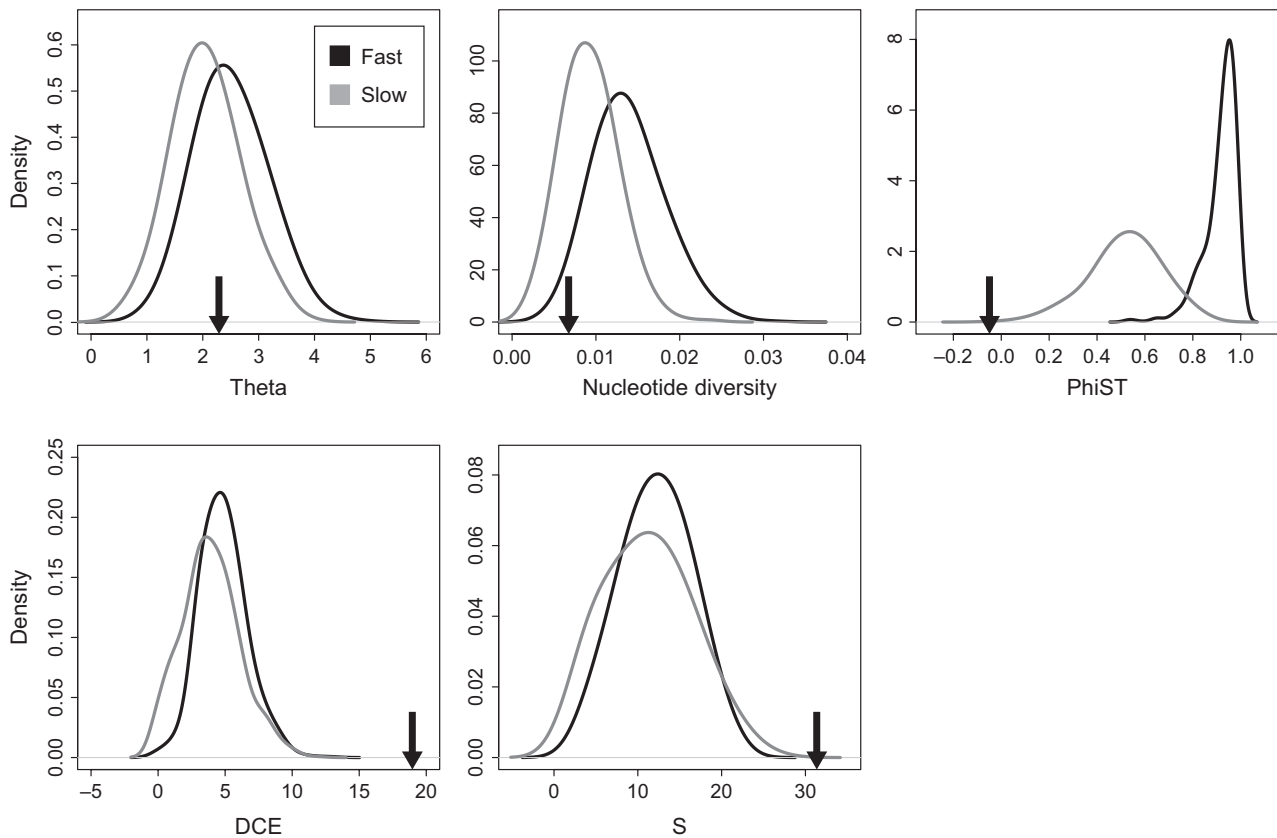 Density
0.0 0.1 0.2 0.3 0.4 0.5 0.6
Fast
Slow
0 1 2 3 4 5 6
Theta
0 20 40 60 80 100
0.00 0.01 0.02 0.03 0.04
Nucleotide diversity
0 2 4 6 8
–0.2 0.0 0.2 0.4 0.6 0.8 1.0
PhiST
Density
0.00 0.05 0.10 0.15 0.20 0.25
–5 0 5 10 15 20
DCE
0.00 0.02 0.04 0.06 0.08
0 10 20 30
S